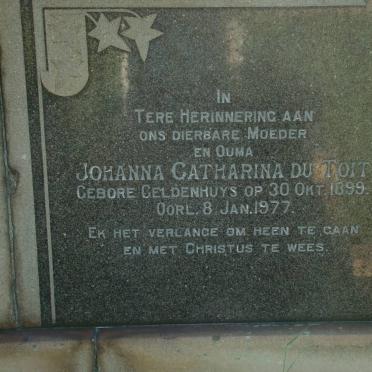 IN
TERE HERINNERING AAN
ONS DIERBARE MOEDER
EN OUMA
JOHANNA CATHARINA DU TOIT
GEBORE GELDENHUYS OP 30 OKT. 1899.
OORL. 8 JAN. 1977.
EK HET VERLANGE OM HEEN TE GAAN
EN MET CHRISTUS TE WEES.